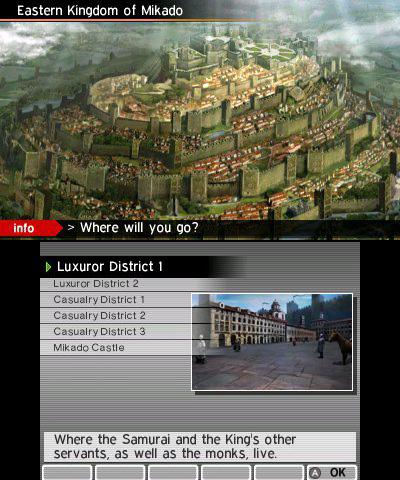 Eastern Kingdom of Mikado
info
> Where will you go?
Luxuror District 1
Luxuror District 2
Casualry District 1
Casualry District 2
Casualry District 3
Mikado Castle
Where the Samurai and the King's other
servants, as well as the monks, live.
A OK